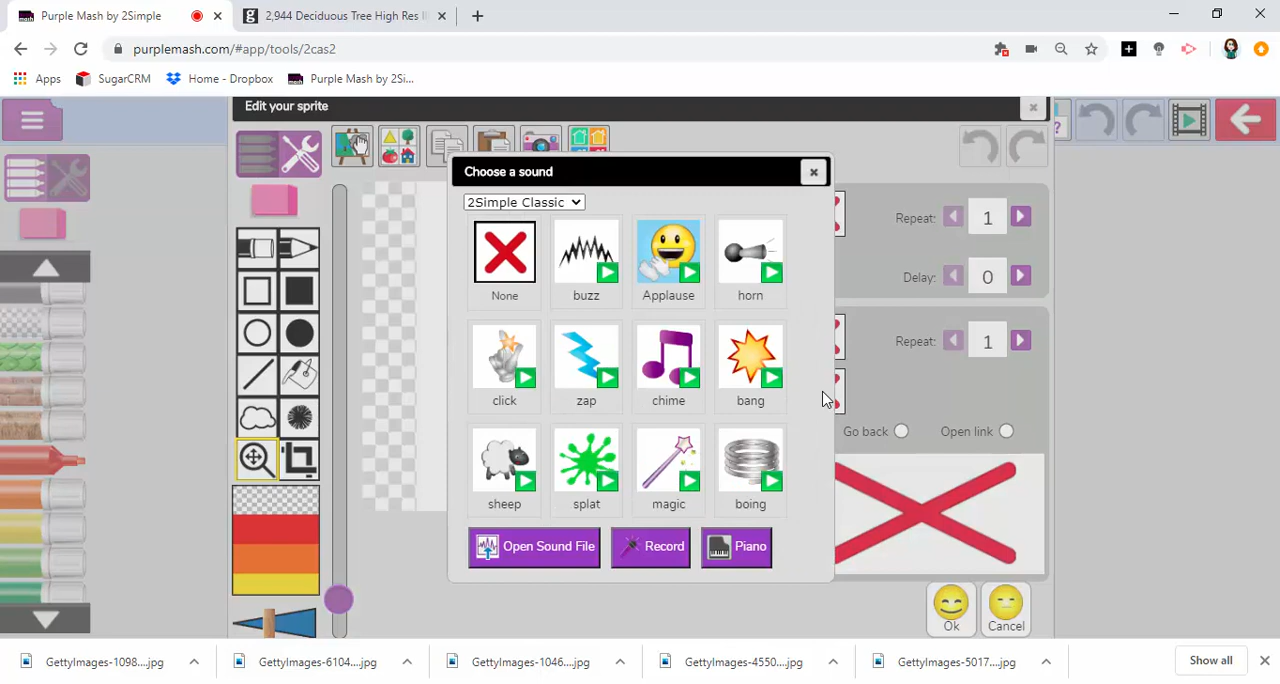 Purple Mash by 2Simple
2,944 Deciduous Tree High Res Il
purplemash.com/#app/tools/2cas2
Apps SugarCRM Home - Dropbox Purple Mash by 2Si...
Edit your sprite
Choose a sound
2Simple Classic
None buzz Applause horn
click zap chime bang
sheep splat magic boing
Open Sound File Record Piano
Repeat: 1
Delay: 0
Repeat: 1
Go back Open link
Ok Cancel
GettyImages-1098....jpg GettyImages-6104....jpg GettyImages-1046....jpg GettyImages-4550....jpg GettyImages-5017....jpg Show all